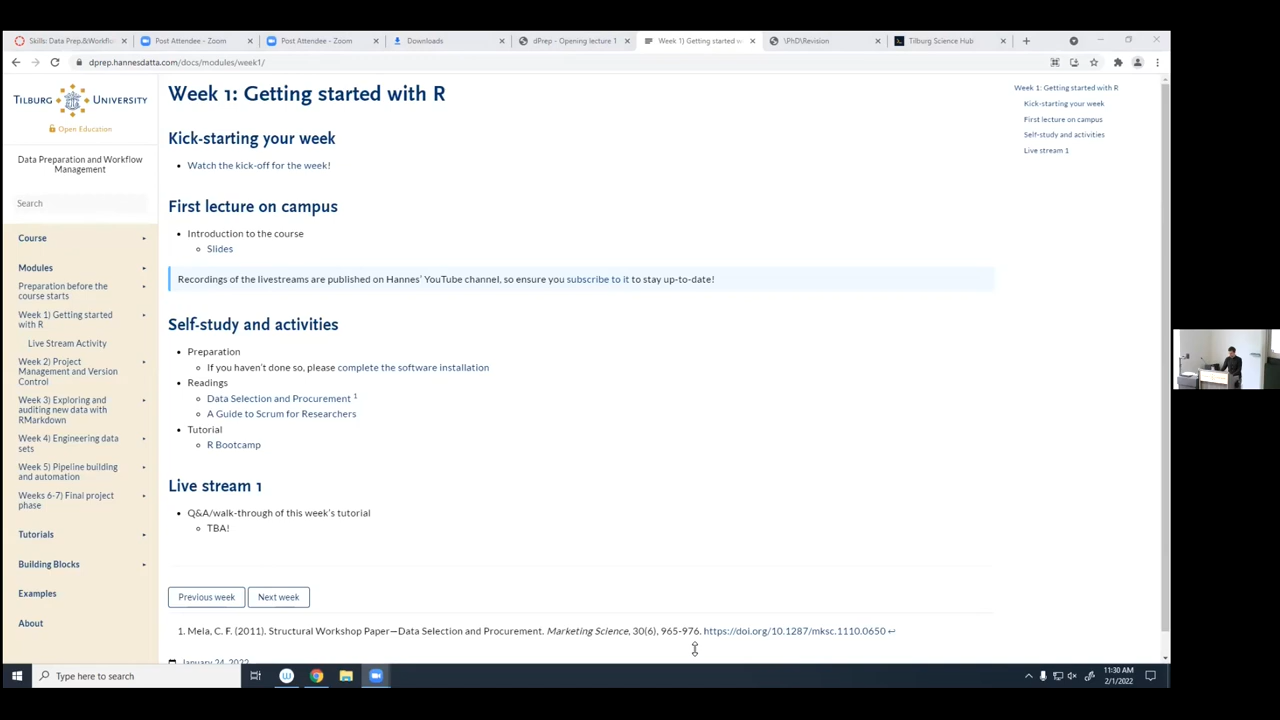 Skills: Data Prep.&Workflo
Post Attendee - Zoom
Post Attendee - Zoom
Downloads
dPrep - Opening lecture 1
Week 1) Getting started w
\PhD\Revision
Tilburg Science Hub
dprep.hannesdatta.com/docs/modules/week1/
TILBURG UNIVERSITY
Open Education
Data Preparation and Workflow
Management
Search
Course
Modules
Preparation before the
course starts
Week 1) Getting started
with R
Live Stream Activity
Week 2) Project
Management and Version
Control
Week 3) Exploring and
auditing new data with
RMarkdown
Week 4) Engineering data
sets
Week 5) Pipeline building
and automation
Weeks 6-7) Final project
phase
Tutorials
Building Blocks
Examples
About
Week 1: Getting started with R
Kick-starting your week
Watch the kick-off for the week!
First lecture on campus
Introduction to the course
Slides
Recordings of the livestreams are published on Hannes' YouTube channel, so ensure you subscribe to it to stay up-to-date!
Self-study and activities
Preparation
If you haven't done so, please complete the software installation
Readings
Data Selection and Procurement 1
A Guide to Scrum for Researchers
Tutorial
R Bootcamp
Live stream 1
Q&A/walk-through of this week's tutorial
TBA!
Previous week
Next week
1. Mela, C. F. (2011). Structural Workshop Paper—Data Selection and Procurement. Marketing Science, 30(6), 965-976. https://doi.org/10.1287/mksc.1110.0650 ↩
January 24, 2022
Week 1: Getting started with R
Kick-starting your week
First lecture on campus
Self-study and activities
Live stream 1
Type here to search
11:30 AM
2/1/2022